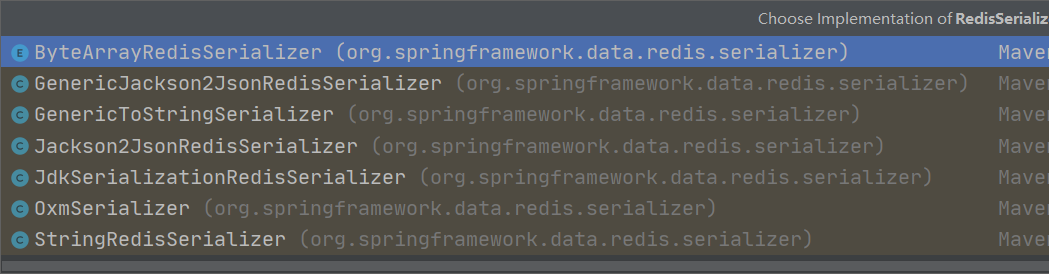 Choose Implementation of RedisSerializ
E ByteArrayRedisSerializer (org.springframework.data.redis.serializer) Maven
C GenericJackson2JsonRedisSerializer (org.springframework.data.redis.serializer) Maven
C GenericToStringSerializer (org.springframework.data.redis.serializer) Maven
C Jackson2JsonRedisSerializer (org.springframework.data.redis.serializer) Maven
C JdkSerializationRedisSerializer (org.springframework.data.redis.serializer) Maven
C OxmSerializer (org.springframework.data.redis.serializer) Maven
C StringRedisSerializer (org.springframework.data.redis.serializer) Maven